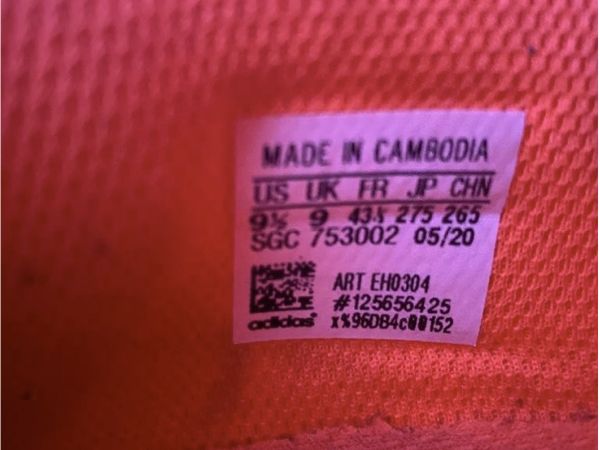 MADE IN CAMBODIA
US UK FR JP CHN
9½ 9 43⅓ 275 265
SGC 753002 05/20
ART EH0304
#125656425
adidas